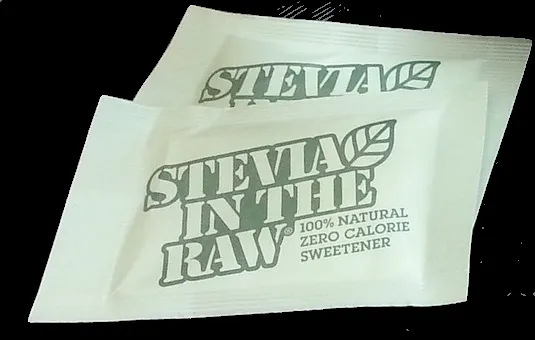 STEVIA
STEVIA
IN THE
RAW®
100% NATURAL
ZERO CALORIE
SWEETENER